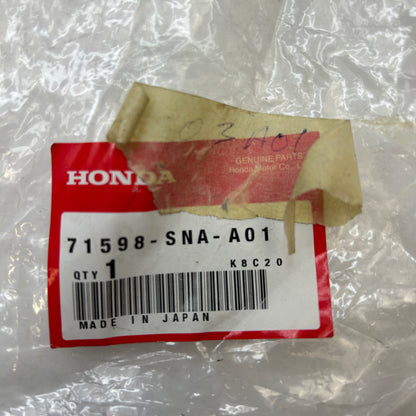 03A01
GENUINE PARTS
HONDA
Honda Motor Co., L
71598-SNA-A01
QTY 1 K8C20
MADE IN JAPAN